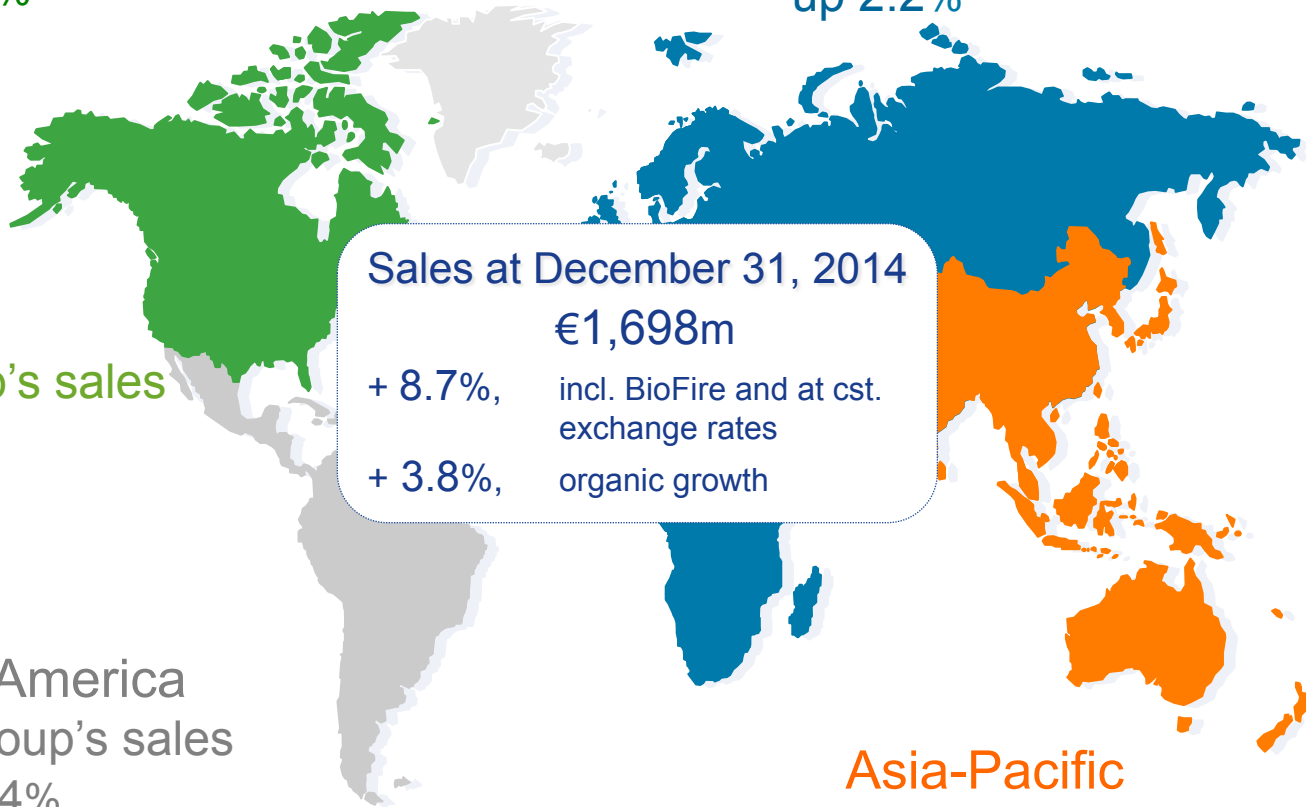 %
up 2.2%
Sales at December 31, 2014
€1,698m
+ 8.7%, incl. BioFire and at cst.
exchange rates
+ 3.8%, organic growth
p's sales
America
oup's sales
4%
Asia-Pacific